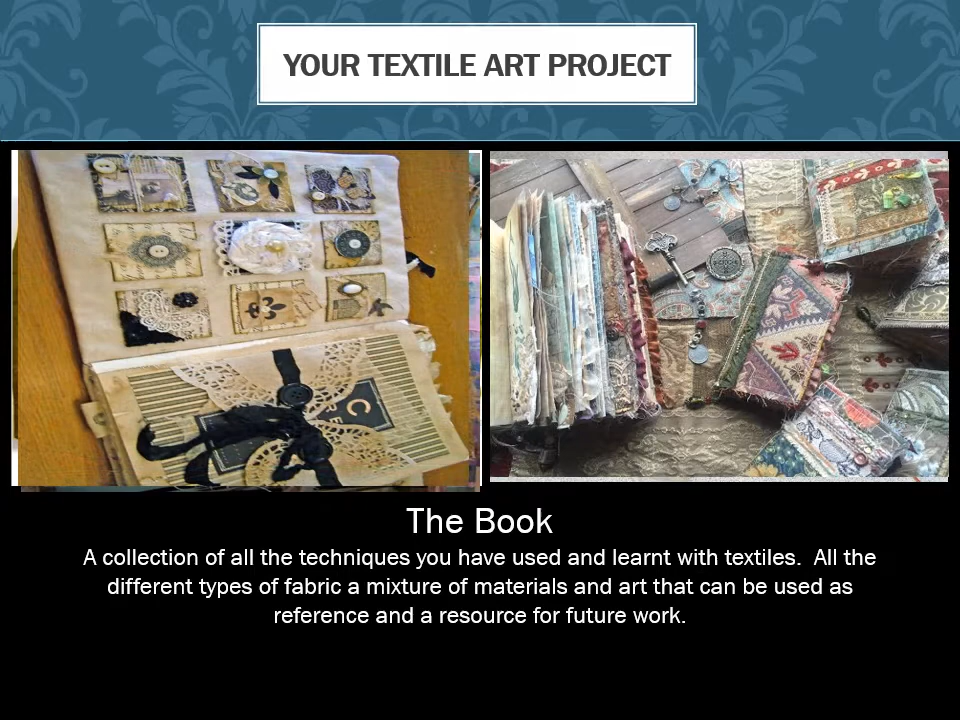 YOUR TEXTILE ART PROJECT
C
The Book
A collection of all the techniques you have used and learnt with textiles.  All the
different types of fabric a mixture of materials and art that can be used as
reference and a resource for future work.